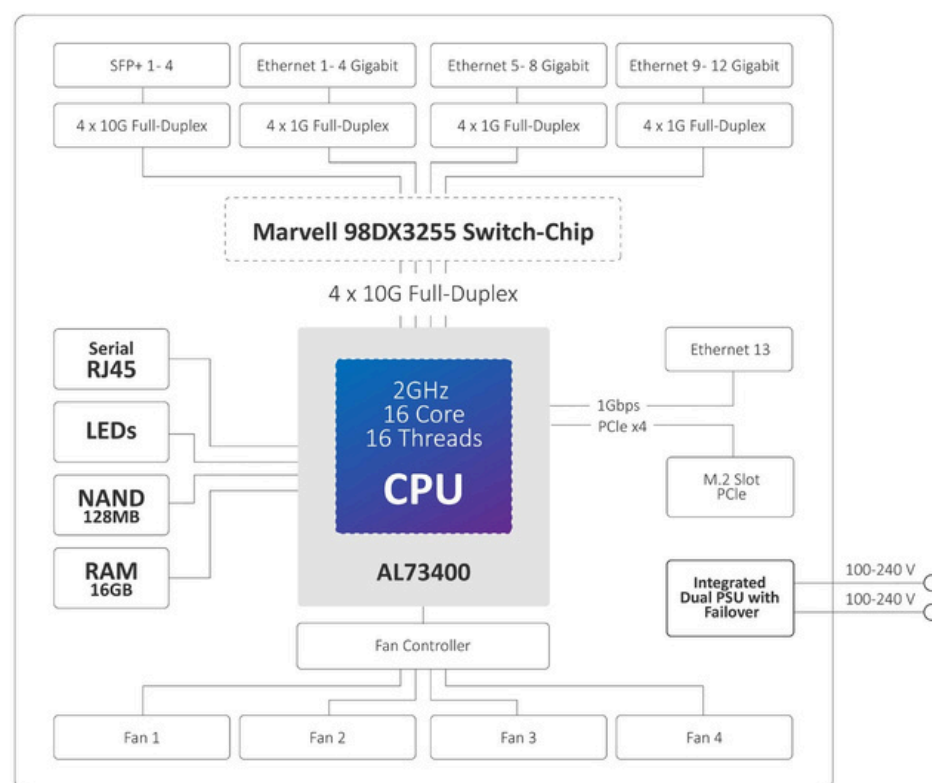 SFP+ 1- 4
Ethernet 1- 4 Gigabit
Ethernet 5- 8 Gigabit
Ethernet 9- 12 Gigabit
4 x 10G Full-Duplex
4 x 1G Full-Duplex
4 x 1G Full-Duplex
4 x 1G Full-Duplex
Marvell 98DX3255 Switch-Chip
4 x 10G Full-Duplex
Serial
RJ45
LEDs
NAND
128MB
RAM
16GB
2GHz
16 Core
16 Threads
CPU
AL73400
Ethernet 13
1Gbps
PCIe x4
M.2 Slot
PCIe
Integrated
Dual PSU with
Failover
100-240 V
100-240 V
Fan Controller
Fan 1
Fan 2
Fan 3
Fan 4